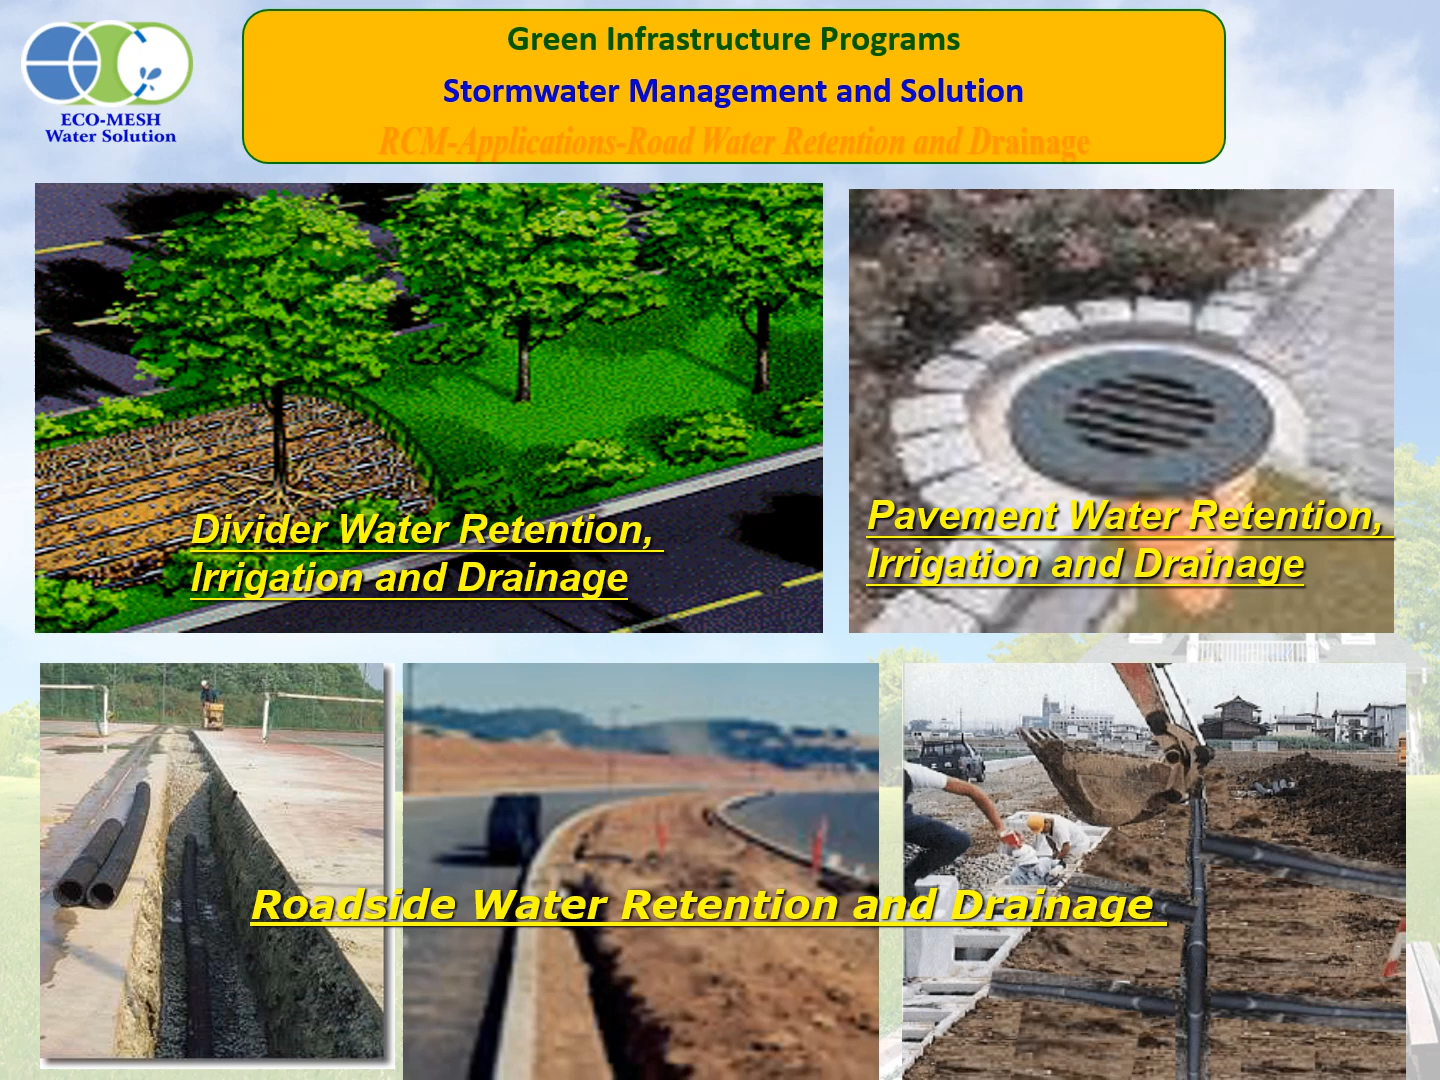 ECO-MESH
Water Solution
Green Infrastructure Programs
Stormwater Management and Solution
RCM-Applications-Road Water Retention and Drainage
Divider Water Retention,
Irrigation and Drainage
Pavement Water Retention,
Irrigation and Drainage
Roadside Water Retention and Drainage